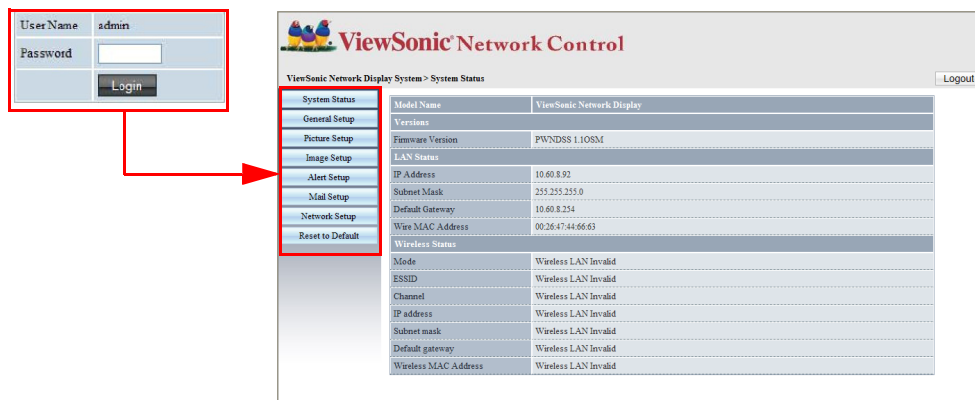 User Name admin
Password
Login
ViewSonic® Network Control
ViewSonic Network Display System > System Status
Logout
System Status
General Setup
Picture Setup
Image Setup
Alert Setup
Mail Setup
Network Setup
Reset to Default
Model Name ViewSonic Network Display
Versions
Firmware Version PWNDSS 1.1OSM
LAN Status
IP Address 10.60.8.92
Subnet Mask 255.255.255.0
Default Gateway 10.60.8.254
Wire MAC Address 00:26:47:44:66:63
Wireless Status
Mode Wireless LAN Invalid
ESSID Wireless LAN Invalid
Channel Wireless LAN Invalid
IP address Wireless LAN Invalid
Subnet mask Wireless LAN Invalid
Default gateway Wireless LAN Invalid
Wireless MAC Address Wireless LAN Invalid